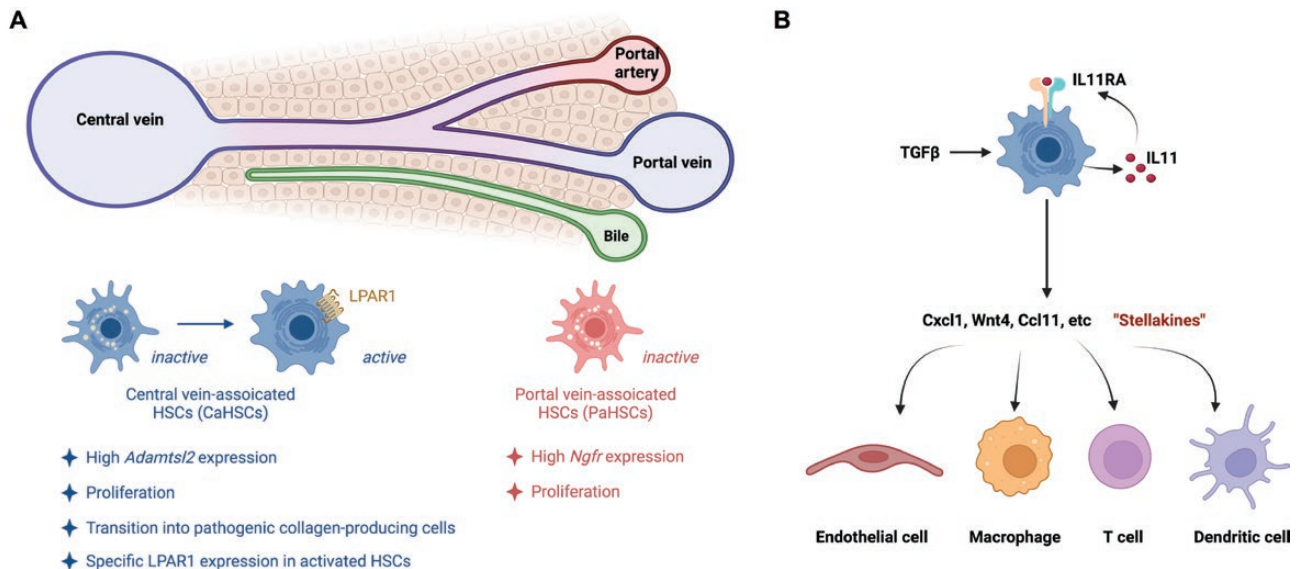 A
Portal
artery
Central vein
Portal vein
Bile
LPAR1
inactive
active
inactive
Central vein-assoicated
HSCs (CaHSCs)
Portal vein-assoicated
HSCs (PaHSCs)
High Adamtsl2 expression
Proliferation
Transition into pathogenic collagen-producing cells
Specific LPAR1 expression in activated HSCs
High Ngfr expression
Proliferation
B
IL11RA
TGFβ
IL11
Cxcl1, Wnt4, Ccl11, etc "Stellakines"
Endothelial cell
Macrophage
T cell
Dendritic cell